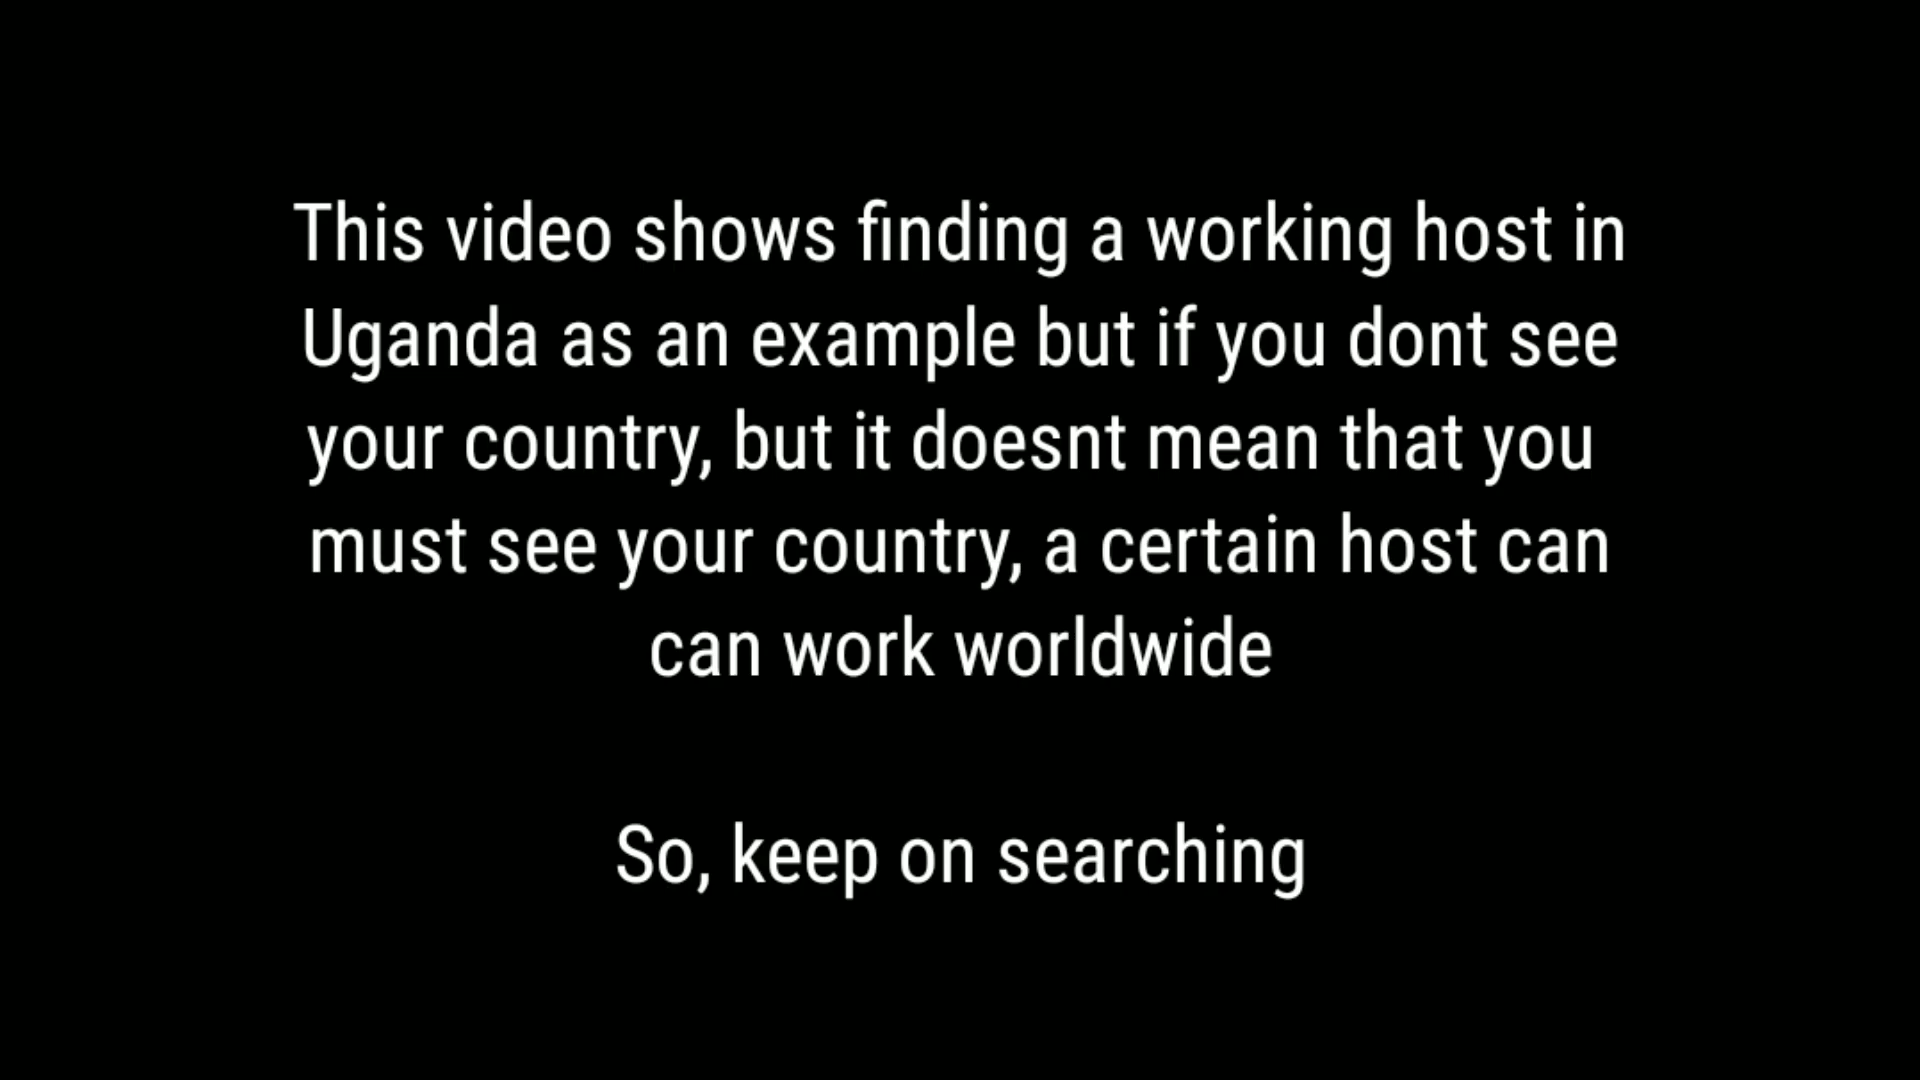 This video shows finding a working host in
Uganda as an example but if you dont see
your country, but it doesnt mean that you
must see your country, a certain host can
can work worldwide
So, keep on searching